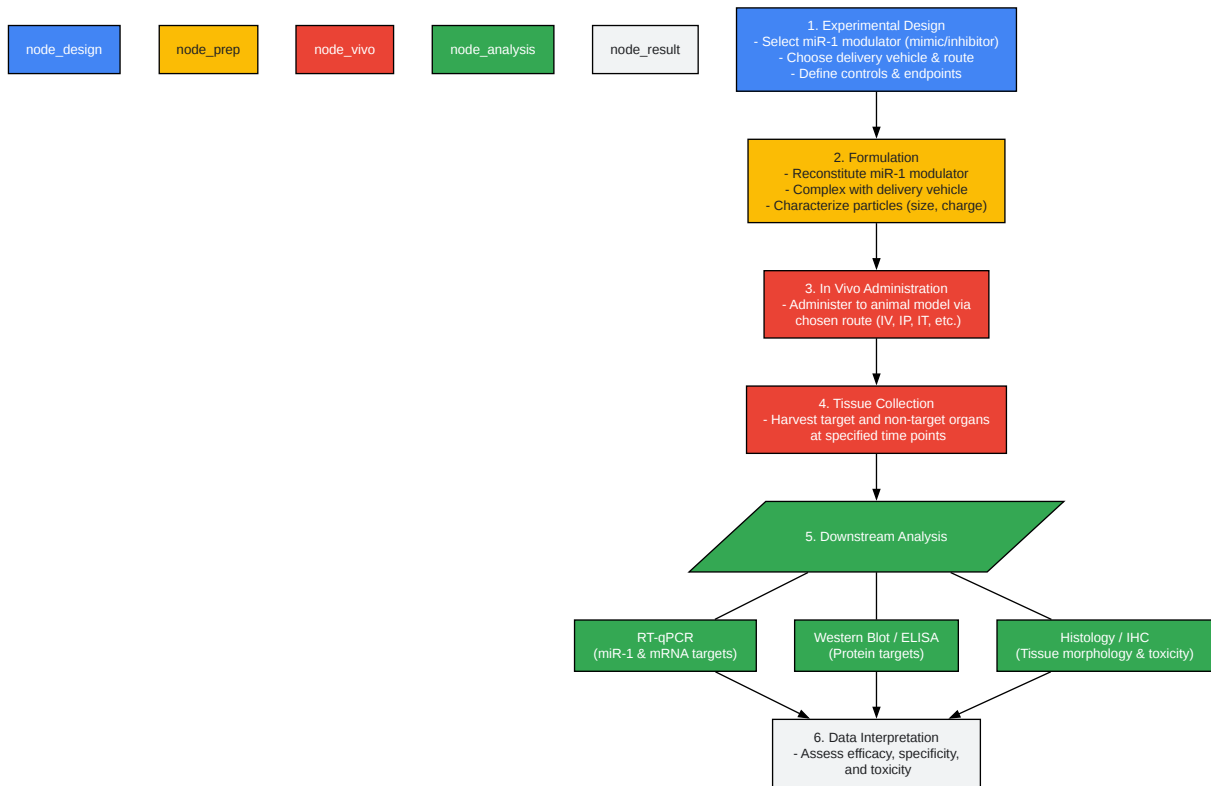 node_design
node_prep
node_vivo
node_analysis
node_result
1. Experimental Design
- Select miR-1 modulator (mimic/inhibitor)
- Choose delivery vehicle & route
- Define controls & endpoints
2. Formulation
- Reconstitute miR-1 modulator
- Complex with delivery vehicle
- Characterize particles (size, charge)
3. In Vivo Administration
- Administer to animal model via
chosen route (IV, IP, IT, etc.)
4. Tissue Collection
- Harvest target and non-target organs
at specified time points
5. Downstream Analysis
RT-qPCR
(miR-1 & mRNA targets)
Western Blot / ELISA
(Protein targets)
Histology / IHC
(Tissue morphology & toxicity)
6. Data Interpretation
- Assess efficacy, specificity,
and toxicity